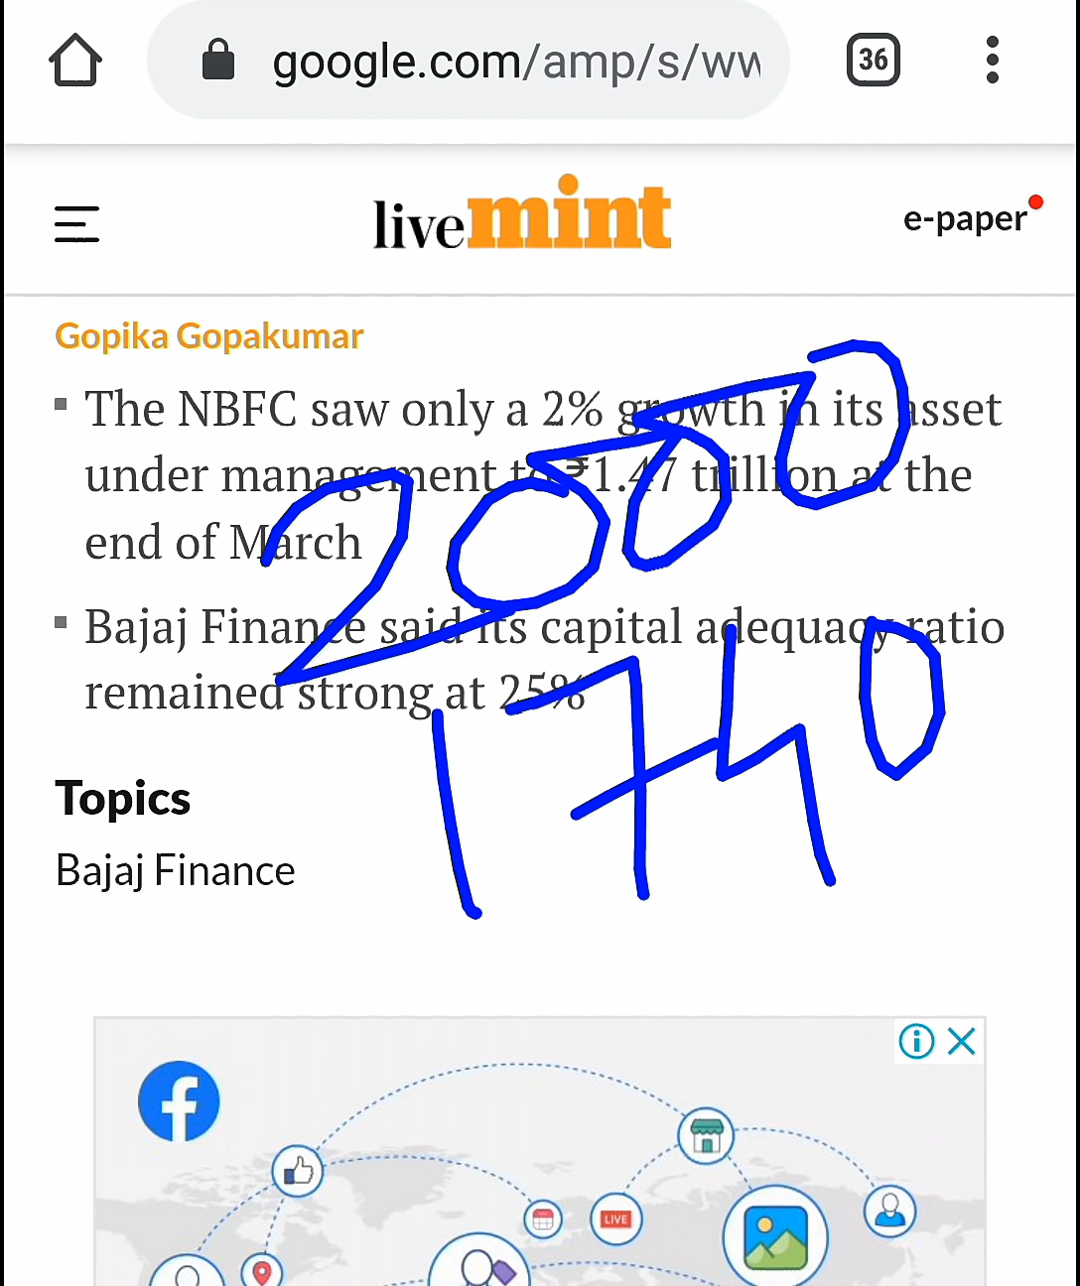 google.com/amp/s/ww
36
livemint
e-paper
Gopika Gopakumar
The NBFC saw only a 2% growth in its asset
under management to ₹1.47 trillion at the
end of March
Bajaj Finance said its capital adequacy ratio
remained strong at 25%
2000
1740
Topics
Bajaj Finance
LIVE